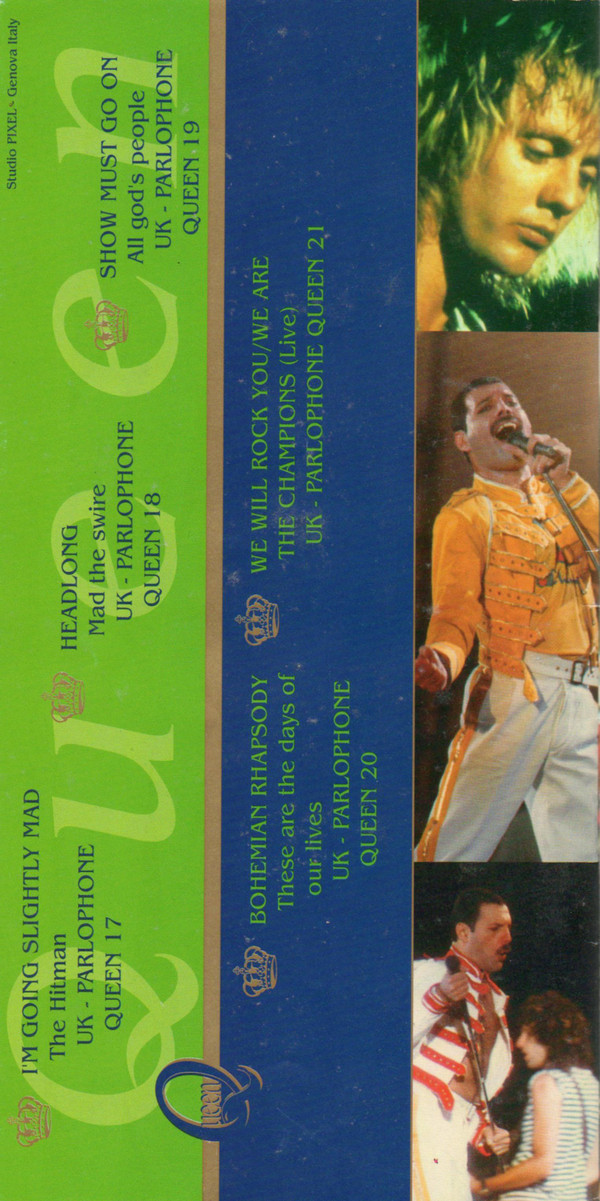 Studio PIXEL - Genova Italy
Queen
I'M GOING SLIGHTLY MAD
The Hitman
UK - PARLOPHONE
QUEEN 17
HEADLONG
Mad the swire
UK - PARLOPHONE
QUEEN 18
SHOW MUST GO ON
All god's people
UK - PARLOPHONE
QUEEN 19
Queen
BOHEMIAN RHAPSODY
These are the days of
our lives
UK - PARLOPHONE
QUEEN 20
WE WILL ROCK YOU/WE ARE
THE CHAMPIONS (Live)
UK - PARLOPHONE QUEEN 21